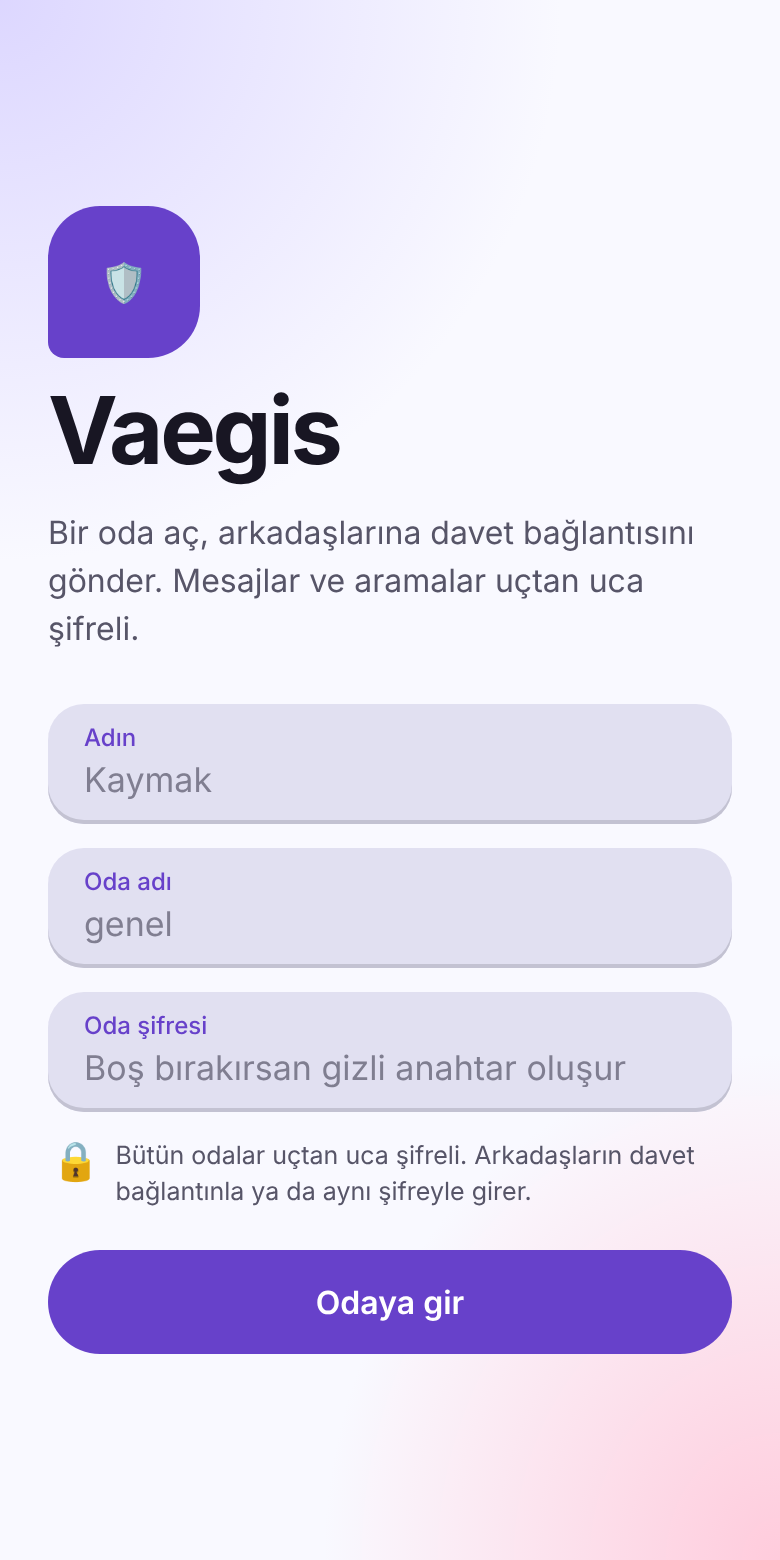 Vaegis
Bir oda aç, arkadaşlarına davet bağlantısını
gönder. Mesajlar ve aramalar uçtan uca
şifreli.
Adın
Kaymak
Oda adı
genel
Oda şifresi
Boş bırakırsan gizli anahtar oluşur
Bütün odalar uçtan uca şifreli. Arkadaşların davet
bağlantınla ya da aynı şifreyle girer.
Odaya gir